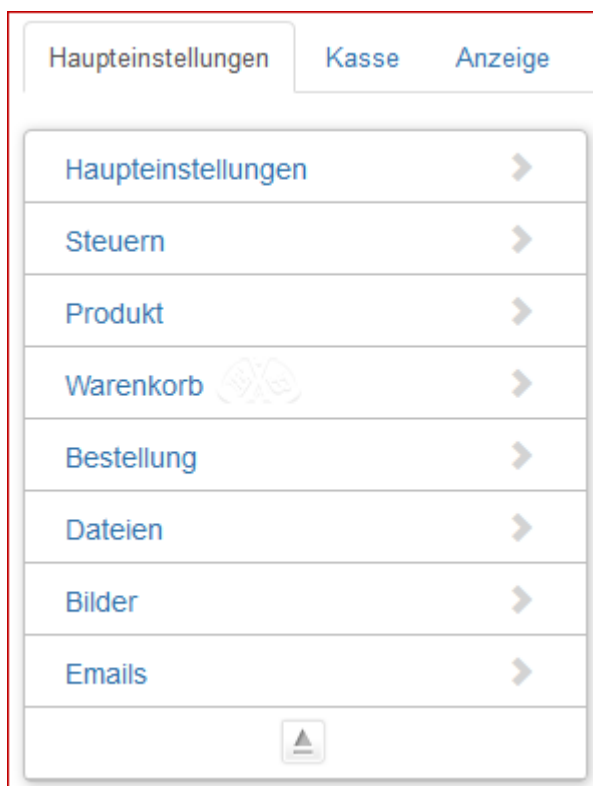 Haupteinstellungen Kasse Anzeige
Haupteinstellungen
Steuern
Produkt
Warenkorb
Bestellung
Dateien
Bilder
Emails